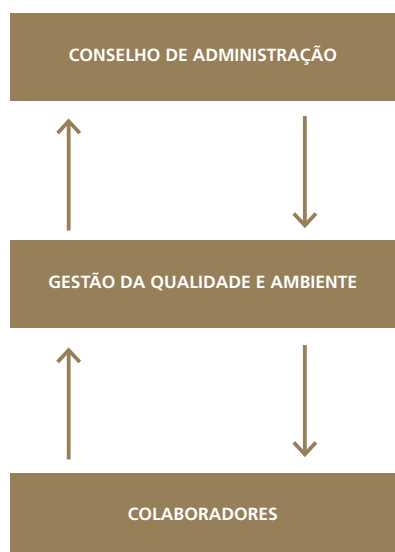 CONSELHO DE ADMINISTRAÇÃO
GESTÃO DA QUALIDADE E AMBIENTE
COLABORADORES